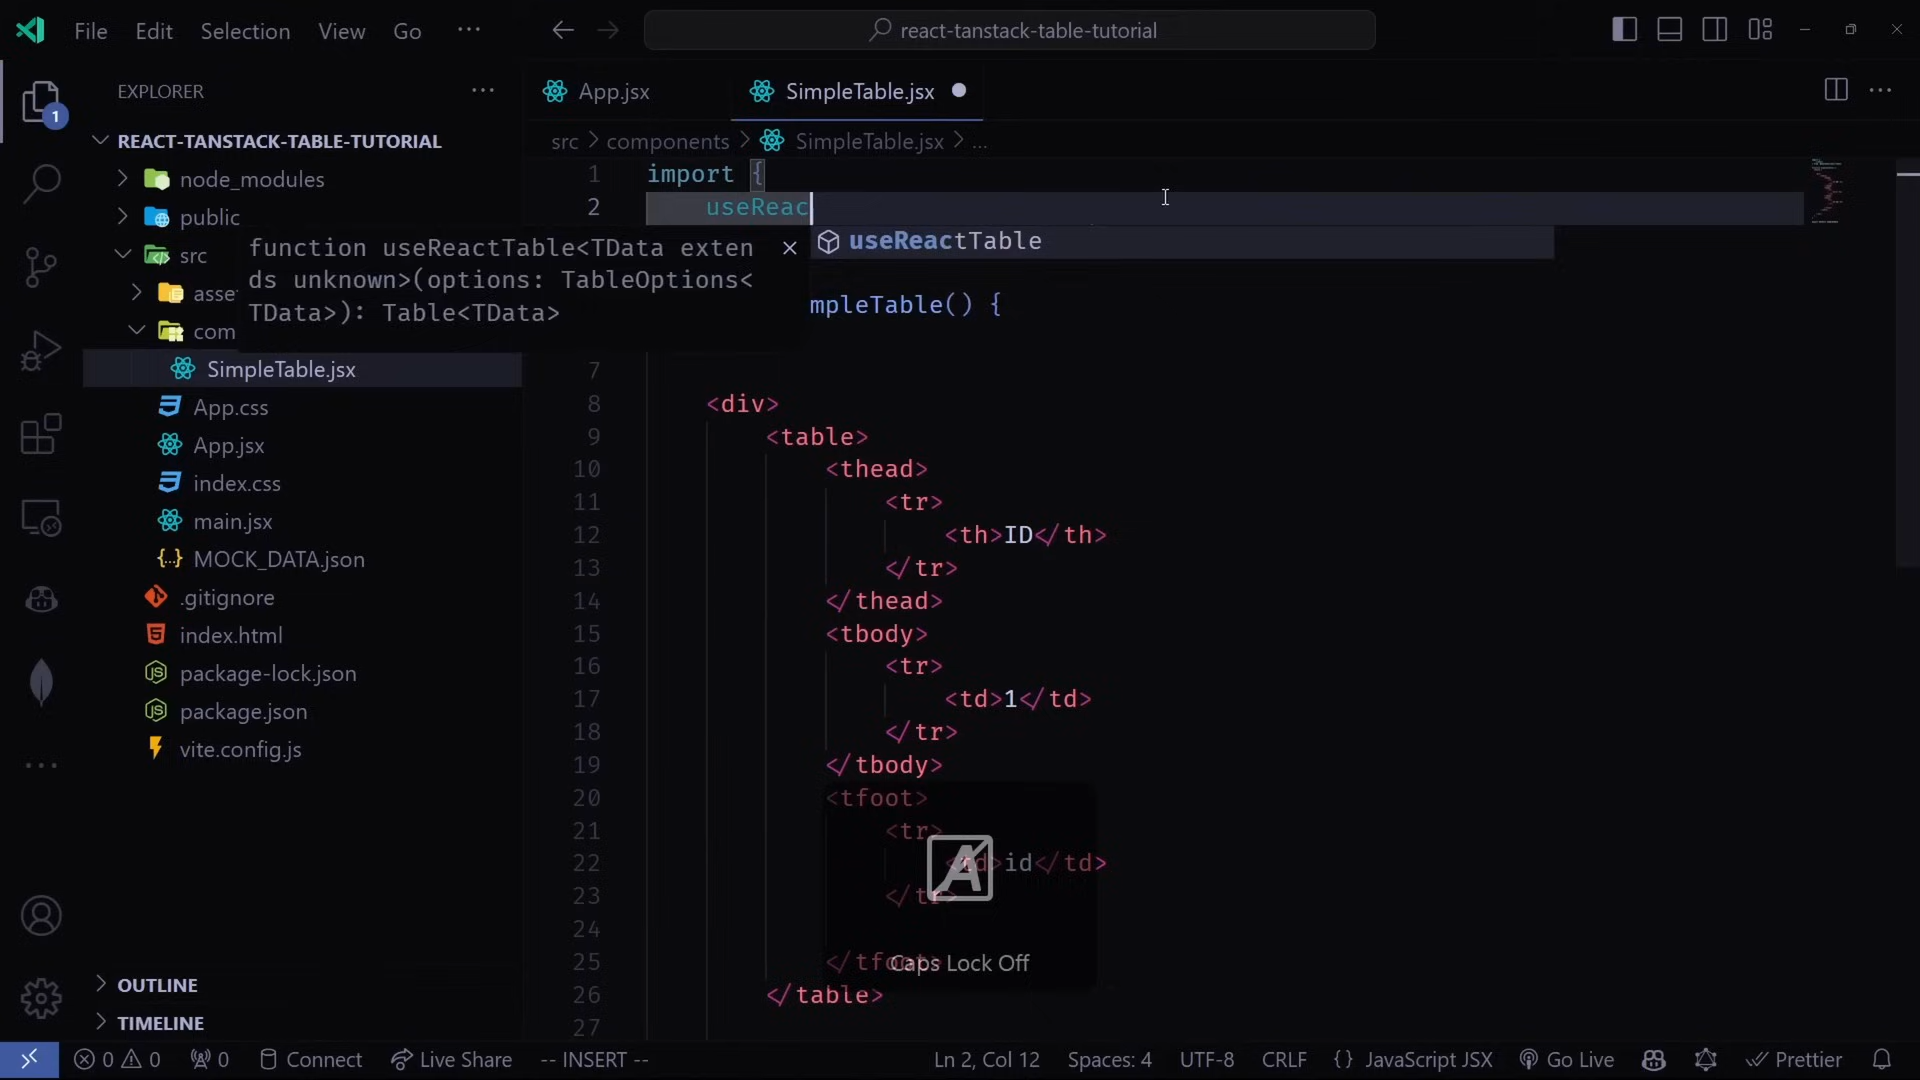 File Edit Selection View Go ···
react-tanstack-table-tutorial
EXPLORER
1
REACT-TANSTACK-TABLE-TUTORIAL
node_modules
public
src
asse
com
SimpleTable.jsx
App.css
App.jsx
index.css
main.jsx
{..} MOCK_DATA.json
.gitignore
index.html
package-lock.json
package.json
vite.config.js
OUTLINE
TIMELINE
App.jsx
SimpleTable.jsx
src > components > SimpleTable.jsx > ...
1 import {
2 useReac
useReactTable
function useReactTable<TData exten
ds unknown>(options: TableOptions<
TData>): Table<TData>
mpleTable() {
7
8 <div>
9 <table>
10 <thead>
11 <tr>
12 <th>ID</th>
13 </tr>
14 </thead>
15 <tbody>
16 <tr>
17 <td>1</td>
18 </tr>
19 </tbody>
20 <tfoot>
21 <tr>
22 <td>id</td>
23 </tr>
24
25 </tfoot>
26 </table>
27
A
Caps Lock Off
0 0 0 Connect Live Share -- INSERT -- Ln 2, Col 12 Spaces: 4 UTF-8 CRLF {} JavaScript JSX Go Live Prettier